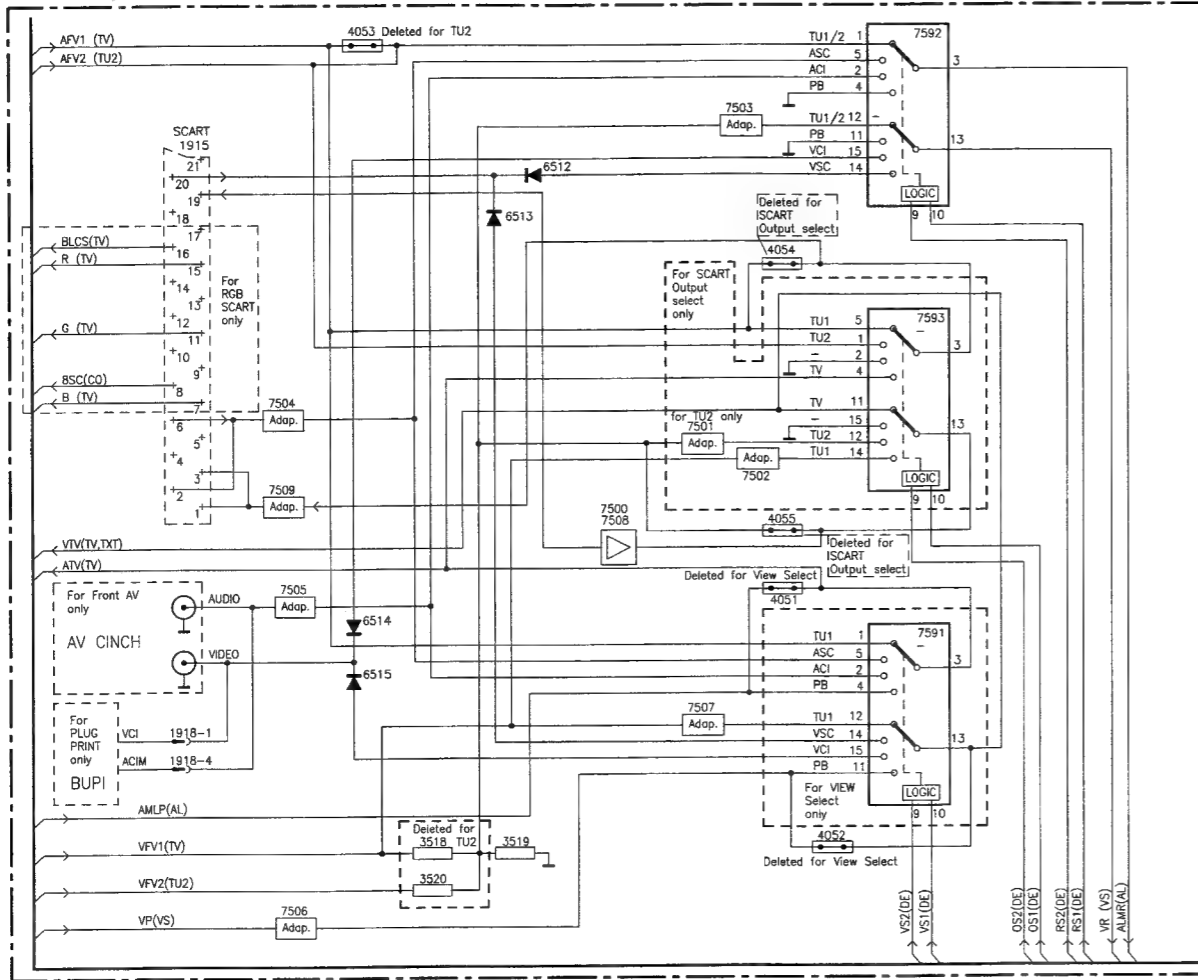 AFV1 (TV)
AFV2 (TU2)
4053 Deleted for TU2
TU1/2 1
ASC 5
ACI 2
PB 4
7592
3
7503
Adap.
TU1/2 12
PB 11
VCI 15
VSC 14
13
LOGIC
9 10
SCART
1915
21
20
19
18
17
16
15
14
13
12
11
10
9
8
7
6
5
4
3
2
1
6512
6513
BLCS(TV)
R (TV)
G (TV)
BSC(CO)
B (TV)
For
RGB
SCART
only
Deleted for
SCART
Output select
4054
For SCART
Output
select
only
TU1 5
TU2 1
– 2
TV 4
7593
3
TV 11
– 15
TU2 12
TU1 14
13
LOGIC
9 10
for TU2 only
7501
Adap.
Adap.
7502
7504
Adap.
7509
Adap.
7500
7508
4055
Deleted for
SCART
Output select
VTV(TV,TXT)
ATV(TV)
Deleted for View Select
4051
For Front AV
only
AV CINCH
AUDIO
VIDEO
7505
Adap.
6514
6515
TU1 1
ASC 5
ACI 2
PB 4
7591
3
7507
Adap.
TU1 12
VSC 14
VCI 15
PB 11
13
LOGIC
9 10
For VIEW
Select
only
4052
Deleted for View Select
For
PLUG
PRINT
only
BUPI
VCI 1918-1
ACIM 1918-4
AMLP(AL)
VFV1(TV)
VFV2(TU2)
VP(VS)
Deleted for
TU2
3518
3519
3520
7506
Adap.
VS2(DE)
VS1(DE)
OS2(DE)
OS1(DE)
RS2(DE)
RS1(DE)
VR (VS)
ALMR(AL)